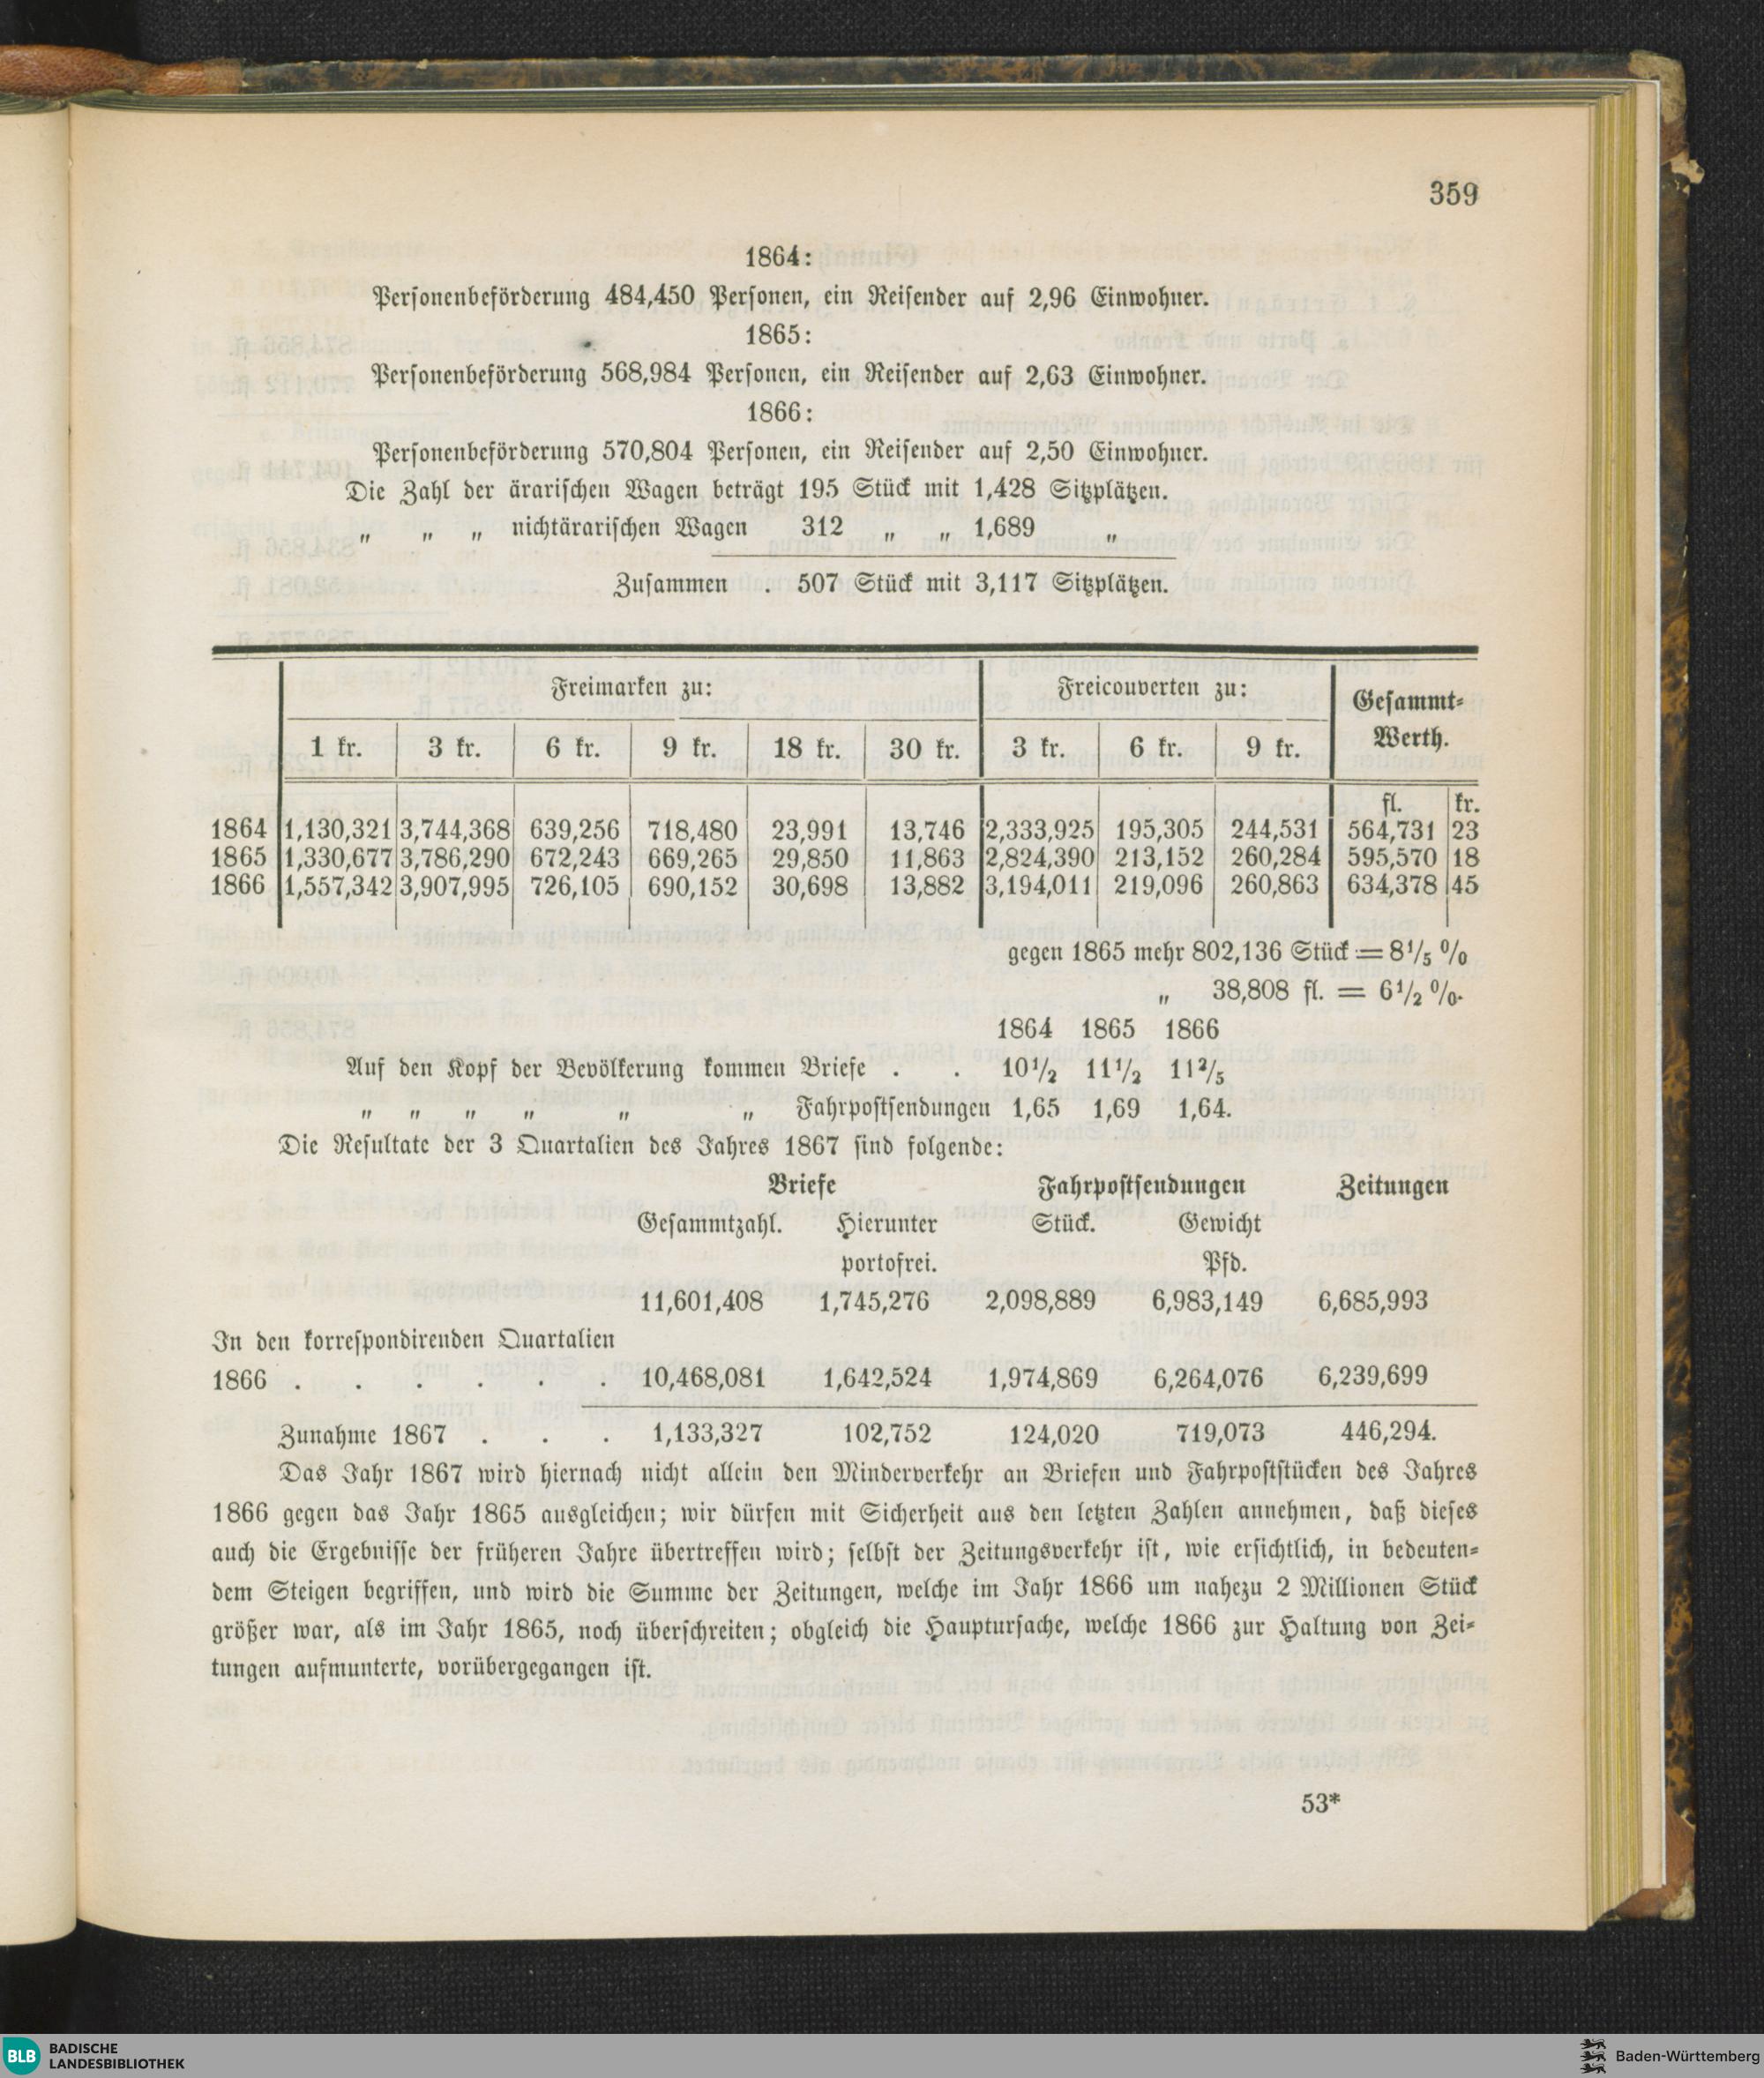 359
1864:
Personenbeförderung 484,450 Personen, ein Reisender auf 2,96 Einwohner.
1865:
Personenbeförderung 568,984 Personen, ein Reisender auf 2,63 Einwohner.
1866:
Personenbeförderung 570,804 Personen, ein Reisender auf 2,50 Einwohner.
Die Zahl der ärarischen Wagen beträgt 195 Stück mit 1,428 Sitzplätzen.
„ „ „ nichtärarischen Wagen 312 „ „ 1,689 „
Zusammen . 507 Stück mit 3,117 Sitzplätzen.
Freimarken zu: Freicouverten zu: Gesammt-
Werth.
1 kr. 3 kr. 6 kr. 9 kr. 18 kr. 30 kr. 3 kr. 6 kr. 9 kr.
fl. kr.
1864 1,130,321 3,744,368 639,256 718,480 23,991 13,746 2,333,925 195,305 244,531 564,731 23
1865 1,330,677 3,786,290 672,243 669,265 29,850 11,863 2,824,390 213,152 260,284 595,570 18
1866 1,557,342 3,907,995 726,105 690,152 30,698 13,882 3,194,011 219,096 260,863 634,378 45
gegen 1865 mehr 802,136 Stück = 8 1/5 %
„ 38,808 fl. = 6 1/2 %.
1864 1865 1866
Auf den Kopf der Bevölkerung kommen Briefe . . 10 1/2 11 1/2 11 2/5
„ „ „ „ „ „ Fahrpostsendungen 1,65 1,69 1,64.
Die Resultate der 3 Quartalien des Jahres 1867 sind folgende:
Briefe Fahrpostsendungen Zeitungen
Gesammtzahl. Hierunter Stück. Gewicht
portofrei. Pfd.
11,601,408 1,745,276 2,098,889 6,983,149 6,685,993
In den korrespondirenden Quartalien
1866 . . . . . . 10,468,081 1,642,524 1,974,869 6,264,076 6,239,699
Zunahme 1867 . . . 1,133,327 102,752 124,020 719,073 446,294.
Das Jahr 1867 wird hiernach nicht allein den Minderverkehr an Briefen und Fahrpoststücken des Jahres
1866 gegen das Jahr 1865 ausgleichen; wir dürfen mit Sicherheit aus den letzten Zahlen annehmen, daß dieses
auch die Ergebnisse der früheren Jahre übertreffen wird; selbst der Zeitungsverkehr ist, wie ersichtlich, in bedeuten-
dem Steigen begriffen, und wird die Summe der Zeitungen, welche im Jahr 1866 um nahezu 2 Millionen Stück
größer war, als im Jahr 1865, noch überschreiten; obgleich die Hauptursache, welche 1866 zur Haltung von Zei-
tungen aufmunterte, vorübergegangen ist.
53*
BLB BADISCHE
LANDESBIBLIOTHEK
Baden-Württemberg